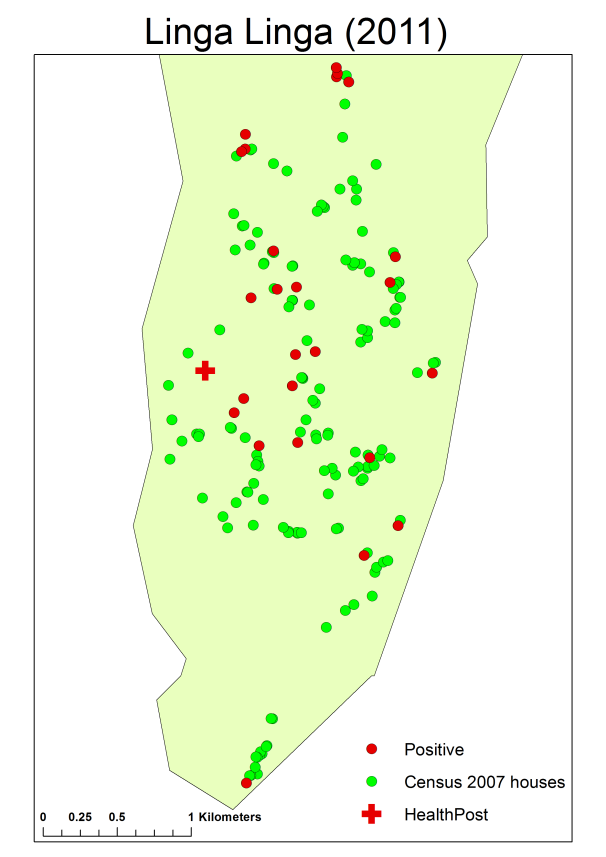 Linga Linga (2011)
Positive
Census 2007 houses
HealthPost
0 0.25 0.5 1 Kilometers